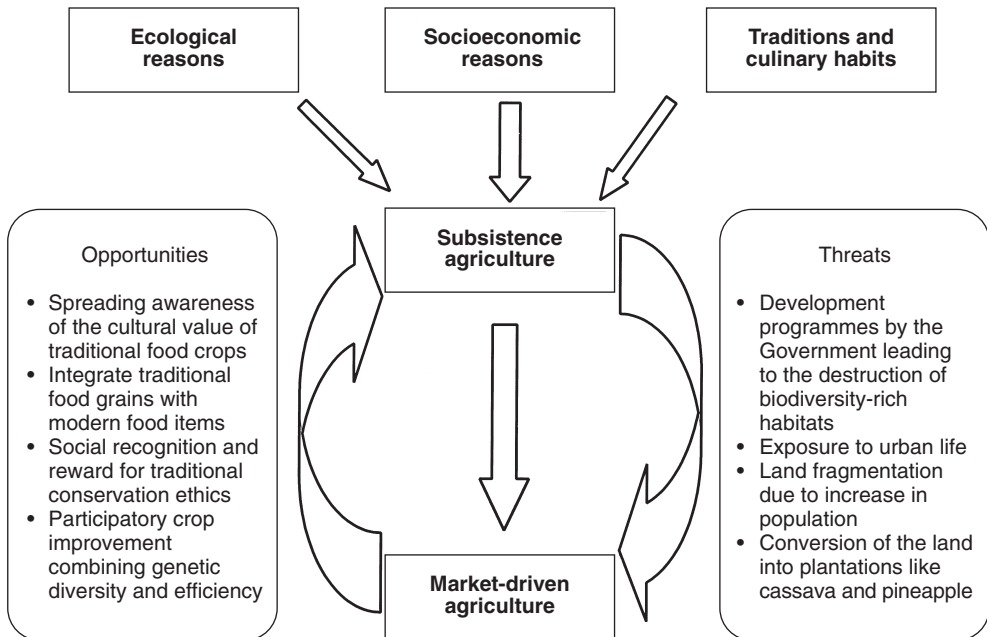 Ecological
reasons
Socioeconomic
reasons
Traditions and
culinary habits
Subsistence
agriculture
Opportunities
• Spreading awareness
of the cultural value of
traditional food crops
• Integrate traditional
food grains with
modern food items
• Social recognition and
reward for traditional
conservation ethics
• Participatory crop
improvement
combining genetic
diversity and efficiency
Threats
• Development
programmes by the
Government leading
to the destruction of
biodiversity-rich
habitats
• Exposure to urban life
• Land fragmentation
due to increase in
population
• Conversion of the land
into plantations like
cassava and pineapple
Market-driven
agriculture